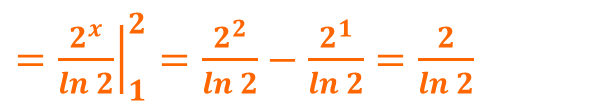 = 2^x / ln 2 |_1^2 = 2^2 / ln 2 − 2^1 / ln 2 = 2 / ln 2